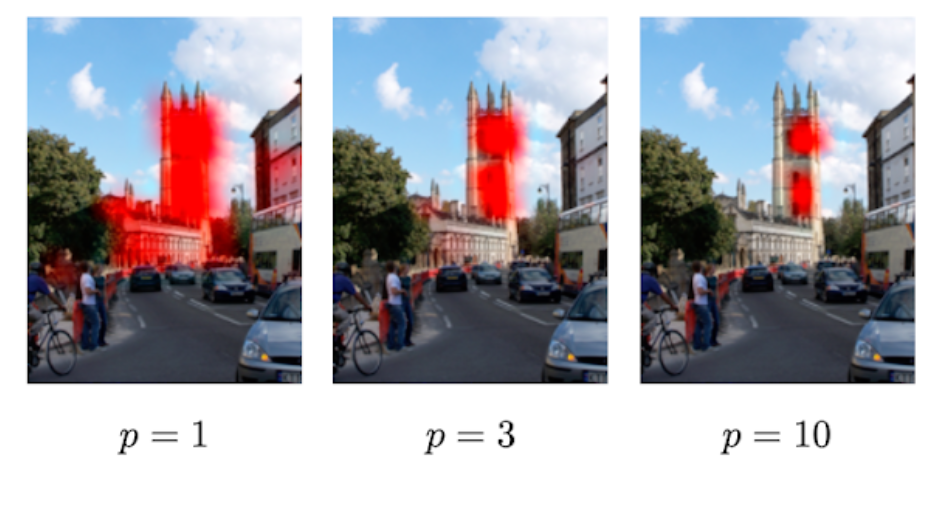 p = 1
p = 3
p = 10